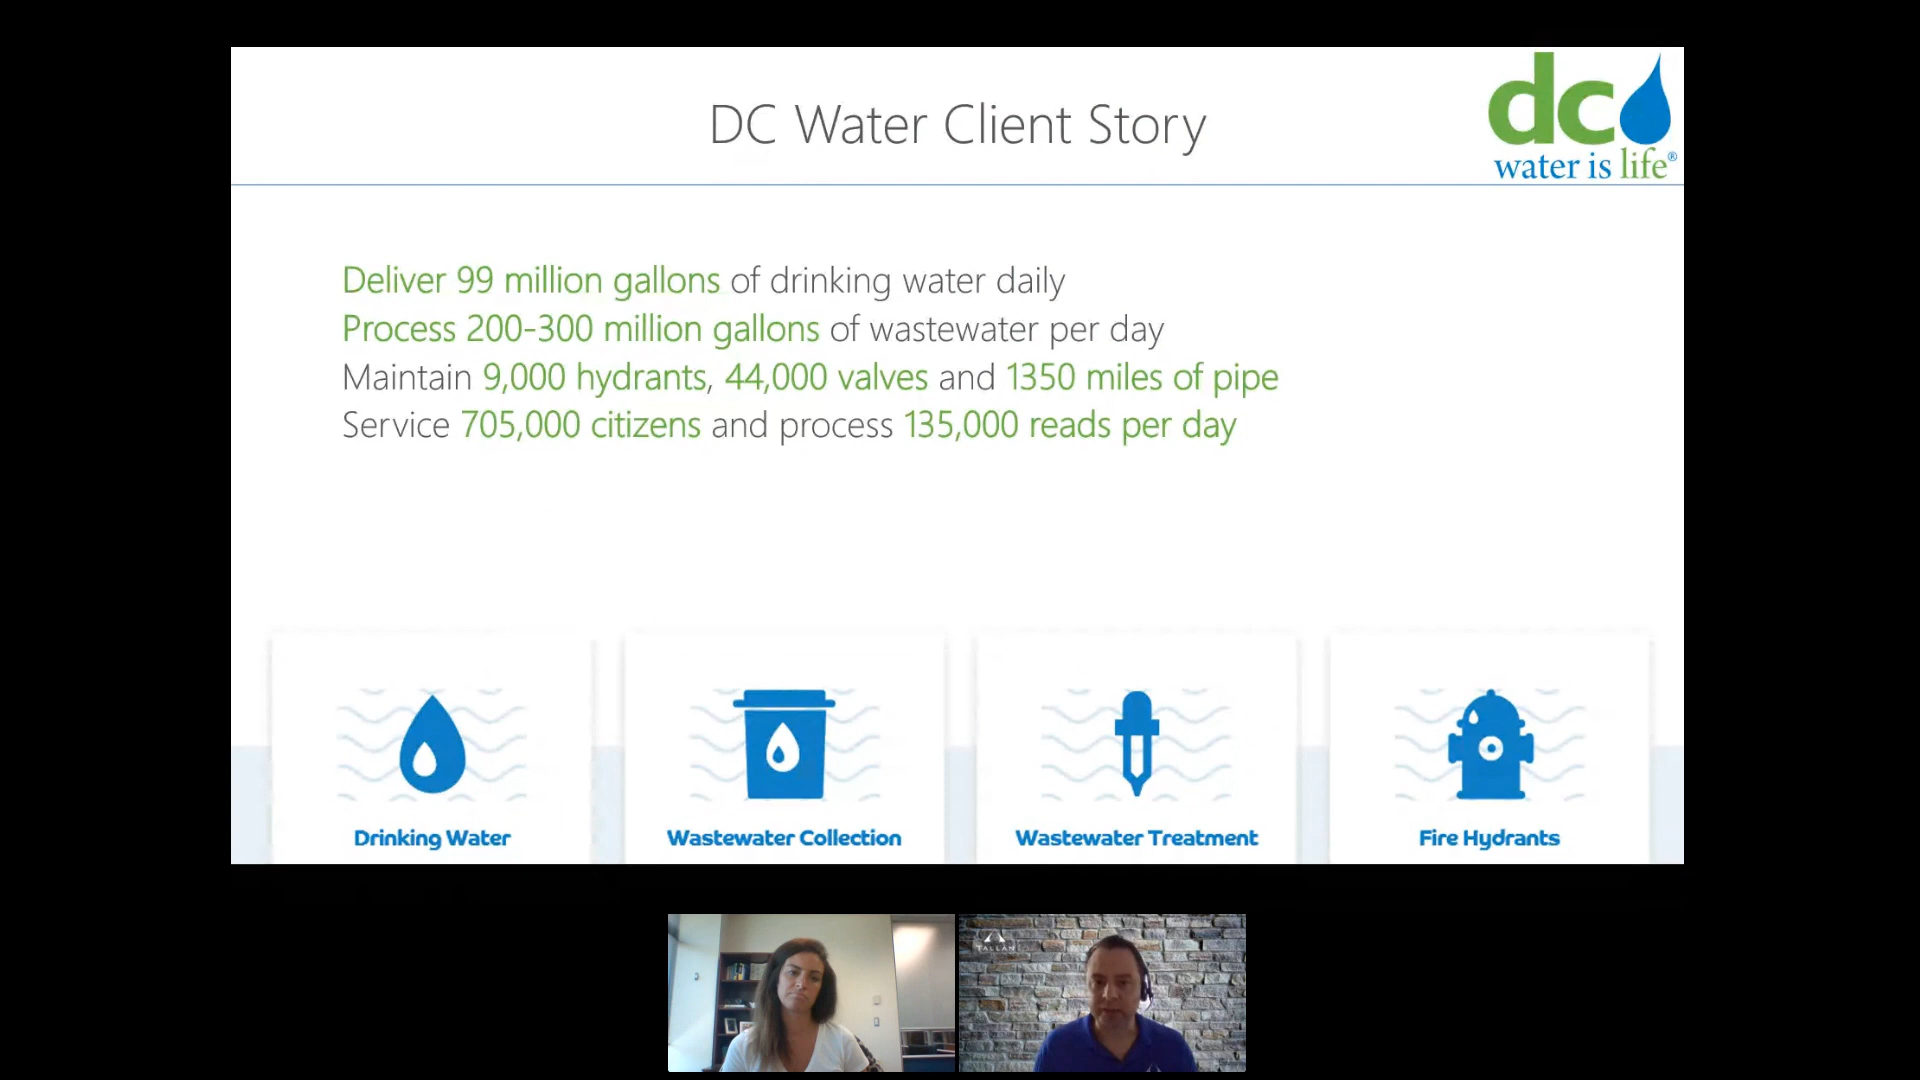 DC Water Client Story
dc
water is life®
Deliver 99 million gallons of drinking water daily
Process 200-300 million gallons of wastewater per day
Maintain 9,000 hydrants, 44,000 valves and 1350 miles of pipe
Service 705,000 citizens and process 135,000 reads per day
Drinking Water
Wastewater Collection
Wastewater Treatment
Fire Hydrants
TALLAN